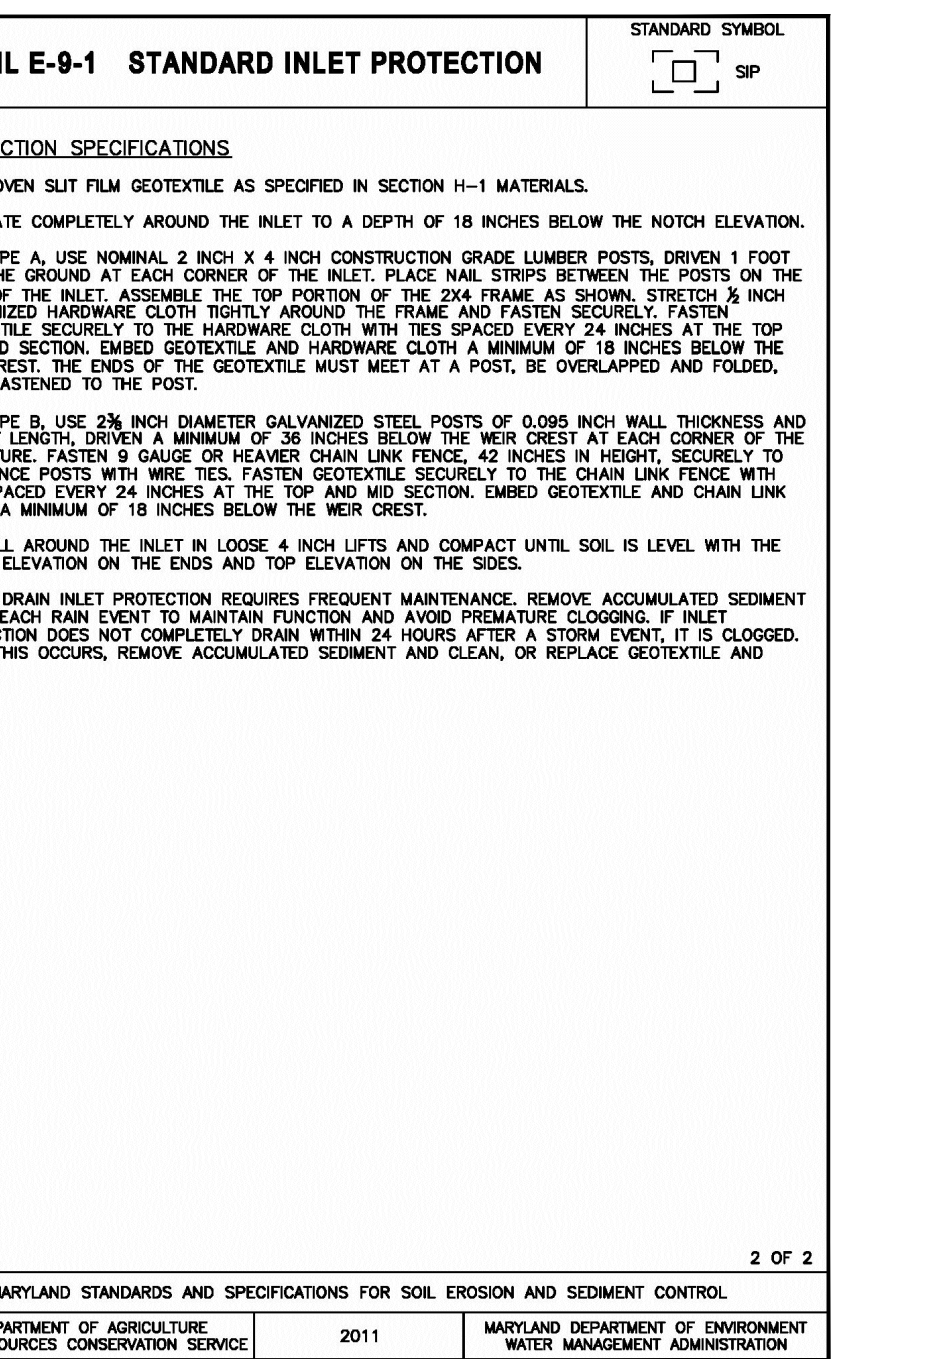 STANDARD SYMBOL
IL E-9-1 STANDARD INLET PROTECTION
SIP
CTION SPECIFICATIONS
OVEN SLIT FILM GEOTEXTILE AS SPECIFIED IN SECTION H-1 MATERIALS.
ATE COMPLETELY AROUND THE INLET TO A DEPTH OF 18 INCHES BELOW THE NOTCH ELEVATION.
PE A, USE NOMINAL 2 INCH X 4 INCH CONSTRUCTION GRADE LUMBER POSTS, DRIVEN 1 FOOT
HE GROUND AT EACH CORNER OF THE INLET. PLACE NAIL STRIPS BETWEEN THE POSTS ON THE
OF THE INLET. ASSEMBLE THE TOP PORTION OF THE 2X4 FRAME AS SHOWN. STRETCH ½ INCH
NIZED HARDWARE CLOTH TIGHTLY AROUND THE FRAME AND FASTEN SECURELY. FASTEN
TILE SECURELY TO THE HARDWARE CLOTH WITH TIES SPACED EVERY 24 INCHES AT THE TOP
D SECTION. EMBED GEOTEXTILE AND HARDWARE CLOTH A MINIMUM OF 18 INCHES BELOW THE
REST. THE ENDS OF THE GEOTEXTILE MUST MEET AT A POST, BE OVERLAPPED AND FOLDED,
ASTENED TO THE POST.
PE B, USE 2⅜ INCH DIAMETER GALVANIZED STEEL POSTS OF 0.095 INCH WALL THICKNESS AND
LENGTH, DRIVEN A MINIMUM OF 36 INCHES BELOW THE WEIR CREST AT EACH CORNER OF THE
URE. FASTEN 9 GAUGE OR HEAVIER CHAIN LINK FENCE, 42 INCHES IN HEIGHT, SECURELY TO
NCE POSTS WITH WIRE TIES. FASTEN GEOTEXTILE SECURELY TO THE CHAIN LINK FENCE WITH
PACED EVERY 24 INCHES AT THE TOP AND MID SECTION. EMBED GEOTEXTILE AND CHAIN LINK
A MINIMUM OF 18 INCHES BELOW THE WEIR CREST.
LL AROUND THE INLET IN LOOSE 4 INCH LIFTS AND COMPACT UNTIL SOIL IS LEVEL WITH THE
ELEVATION ON THE ENDS AND TOP ELEVATION ON THE SIDES.
DRAIN INLET PROTECTION REQUIRES FREQUENT MAINTENANCE. REMOVE ACCUMULATED SEDIMENT
EACH RAIN EVENT TO MAINTAIN FUNCTION AND AVOID PREMATURE CLOGGING. IF INLET
CTION DOES NOT COMPLETELY DRAIN WITHIN 24 HOURS AFTER A STORM EVENT, IT IS CLOGGED.
THIS OCCURS, REMOVE ACCUMULATED SEDIMENT AND CLEAN, OR REPLACE GEOTEXTILE AND
2 OF 2
MARYLAND STANDARDS AND SPECIFICATIONS FOR SOIL EROSION AND SEDIMENT CONTROL
PARTMENT OF AGRICULTURE
OURCES CONSERVATION SERVICE
2011
MARYLAND DEPARTMENT OF ENVIRONMENT
WATER MANAGEMENT ADMINISTRATION